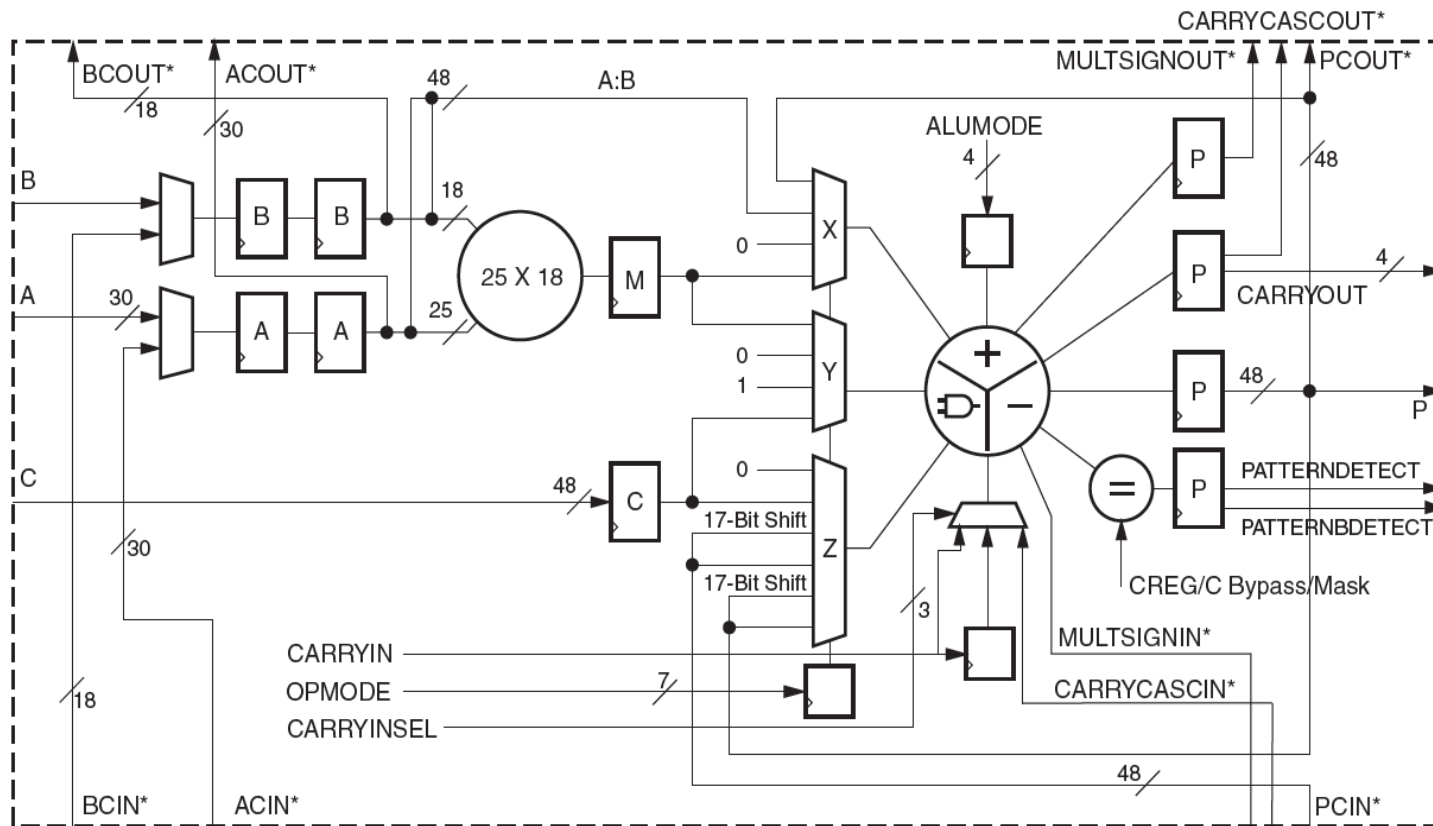 CARRYCASCOUT*
BCOUT*
ACOUT*
MULTSIGNOUT*
PCOUT*
48
A:B
18
30
ALUMODE
4
P
48
B
18
B
B
X
0
P
4
25 X 18
M
CARRYOUT
A
30
25
A
A
0
1
Y
+
−
P
48
P
C
48
C
0
17-Bit Shift
Z
17-Bit Shift
=
P
PATTERNDETECT
PATTERNBDETECT
30
3
CREG/C Bypass/Mask
CARRYIN
MULTSIGNIN*
OPMODE
7
CARRYCASCIN*
18
CARRYINSEL
48
BCIN*
ACIN*
PCIN*